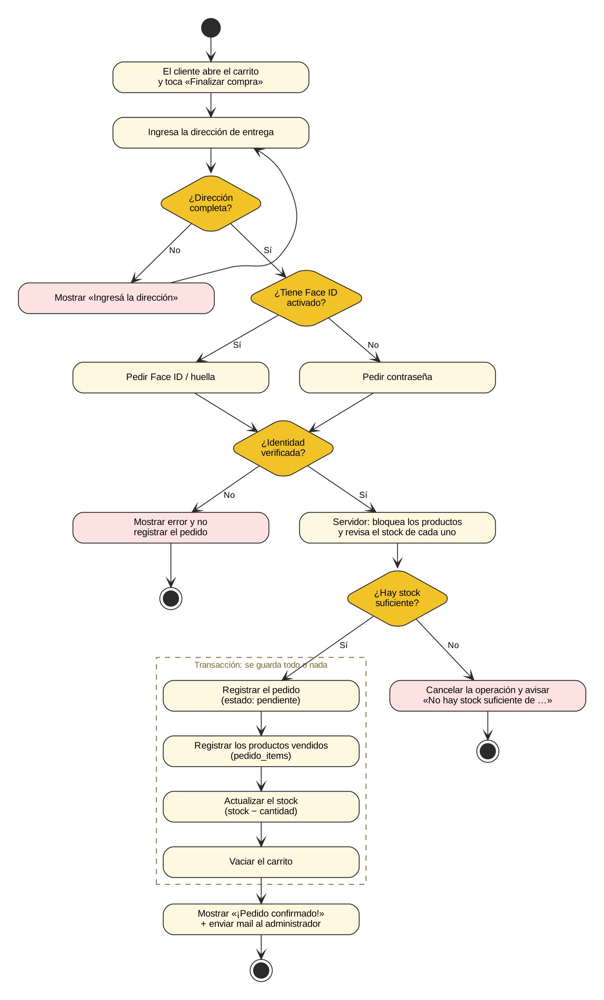 El cliente abre el carrito
y toca «Finalizar compra»
Ingresa la dirección de entrega
¿Dirección
completa?
No
Sí
Mostrar «Ingresá la dirección»
¿Tiene Face ID
activado?
Sí
No
Pedir Face ID / huella
Pedir contraseña
¿Identidad
verificada?
No
Sí
Mostrar error y no
registrar el pedido
Servidor: bloquea los productos
y revisa el stock de cada uno
¿Hay stock
suficiente?
Sí
No
Transacción: se guarda todo o nada
Registrar el pedido
(estado: pendiente)
Cancelar la operación y avisar
«No hay stock suficiente de …»
Registrar los productos vendidos
(pedido_items)
Actualizar el stock
(stock − cantidad)
Vaciar el carrito
Mostrar «¡Pedido confirmado!»
+ enviar mail al administrador